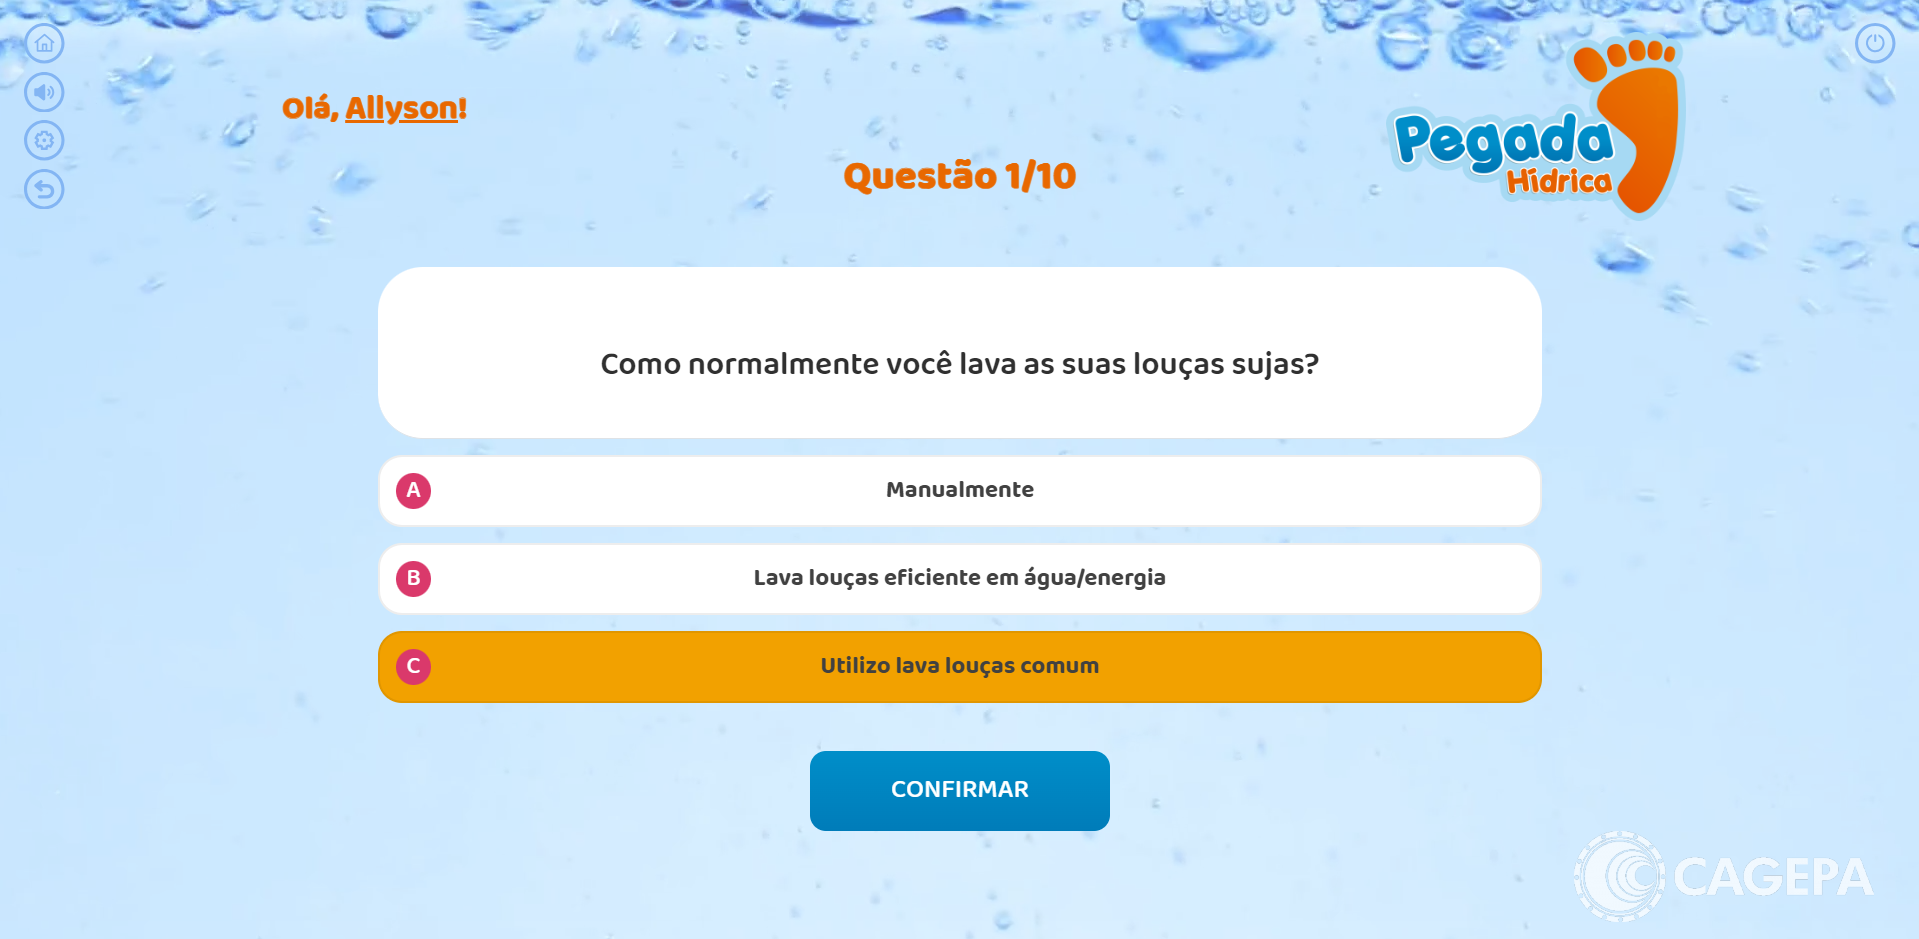 Olá, Allyson!
Pegada
Hídrica
Questão 1/10
Como normalmente você lava as suas louças sujas?
A
Manualmente
B
Lava louças eficiente em água/energia
C
Utilizo lava louças comum
CONFIRMAR
CAGEPA